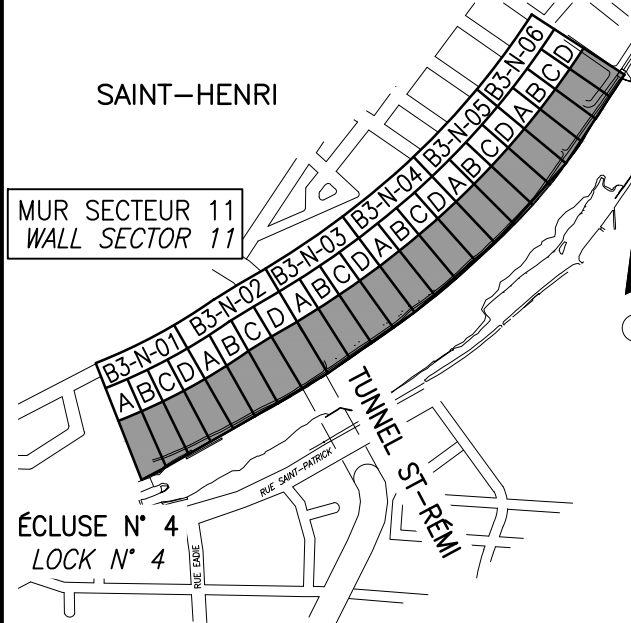 SAINT–HENRI
MUR SECTEUR 11
WALL SECTOR 11
B3-N-01
A B C D
B3-N-02
A B C D
B3-N-03
A B C D
B3-N-04
A B C D
B3-N-05
A B C D
B3-N-06
A B C D
TUNNEL ST–RÉMI
RUE SAINT-PATRICK
RUE EADIE
ÉCLUSE N° 4
LOCK N° 4